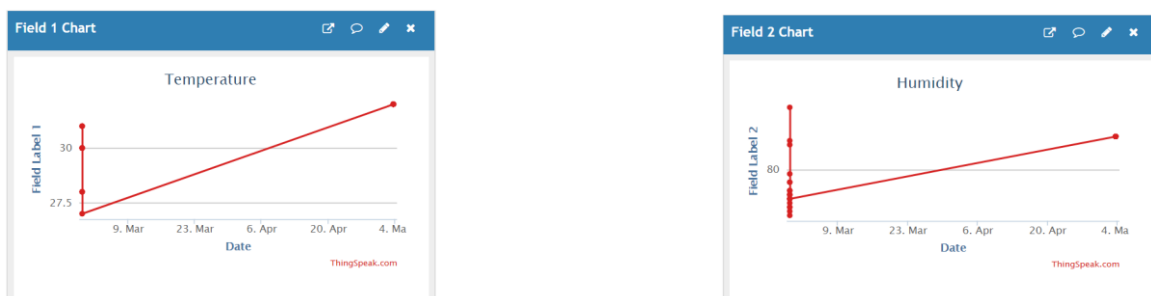 Field 1 Chart
Temperature
Field Label 1
30
27.5
9. Mar
23. Mar
6. Apr
20. Apr
4. Ma
Date
ThingSpeak.com
Field 2 Chart
Humidity
Field Label 2
80
9. Mar
23. Mar
6. Apr
20. Apr
4. Ma
Date
ThingSpeak.com